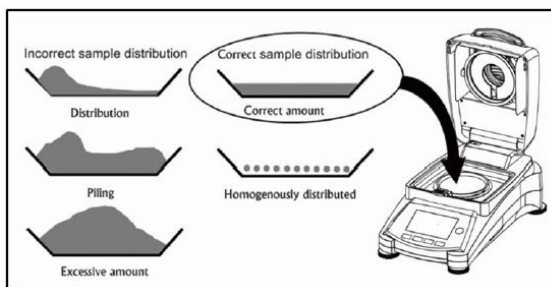 Incorrect sample distribution
Distribution
Piling
Excessive amount
Correct sample distribution
Correct amount
Homogenously distributed